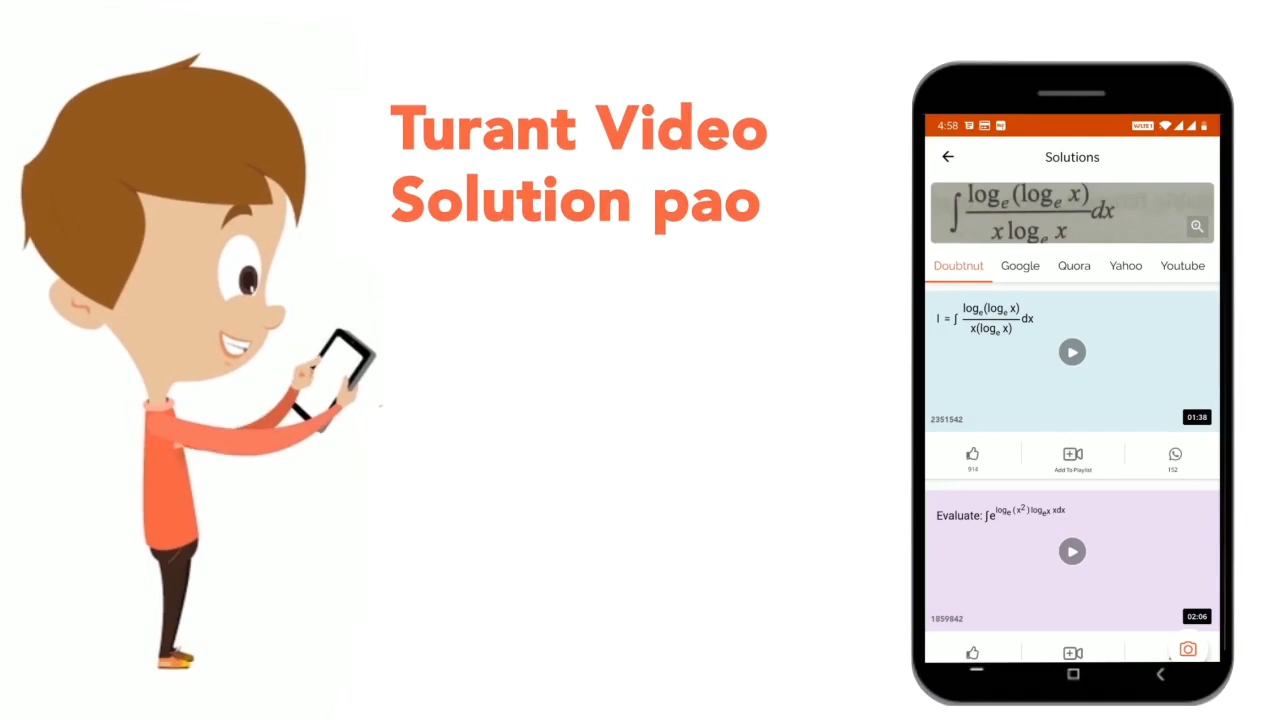 Turant Video
Solution pao
4:58
VoLTE1
Solutions
∫ logₑ(logₑ x) / x logₑ x dx
Doubtnut Google Quora Yahoo Youtube
I = ∫ logₑ(logₑ x) / x(logₑ x) dx
2351542 01:38
914 Add To Playlist 152
Evaluate: ∫e^logₑ(x²)logₑx xdx
1859842 02:06